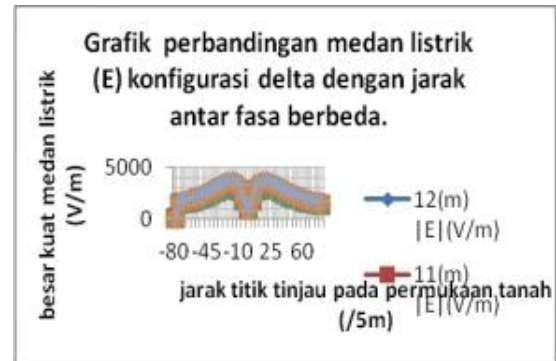 Grafik perbandingan medan listrik
(E) konfigurasi delta dengan jarak
antar fasa berbeda.
besar kuat medan listrik
(V/m)
5000
0
-80 -45 -10 25 60
12(m)
|E|(V/m)
11(m)
|E|(V/m)
jarak titik tinjau pada permukaan tanah
(/5m)